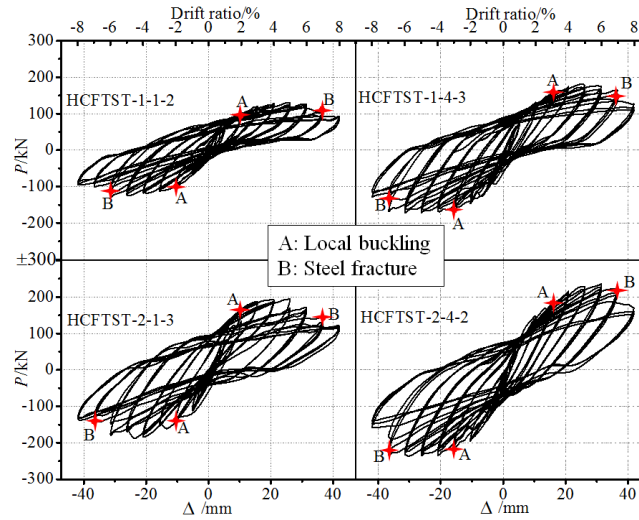 Drift ratio/% Drift ratio/%
-8 -6 -4 -2 0 2 4 6 8 -6 -4 -2 0 2 4 6 8
300
200
100
0
-100
-200
±300
200
100
0
-100
-200
-300
P/kN
P/kN
HCFTST-1-1-2
A
B
B
A
HCFTST-1-4-3
A
B
B
A
A: Local buckling
B: Steel fracture
HCFTST-2-1-3
A
B
B
A
HCFTST-2-4-2
A
B
B
A
-40 -20 0 20 40 -40 -20 0 20 40
Δ /mm Δ /mm